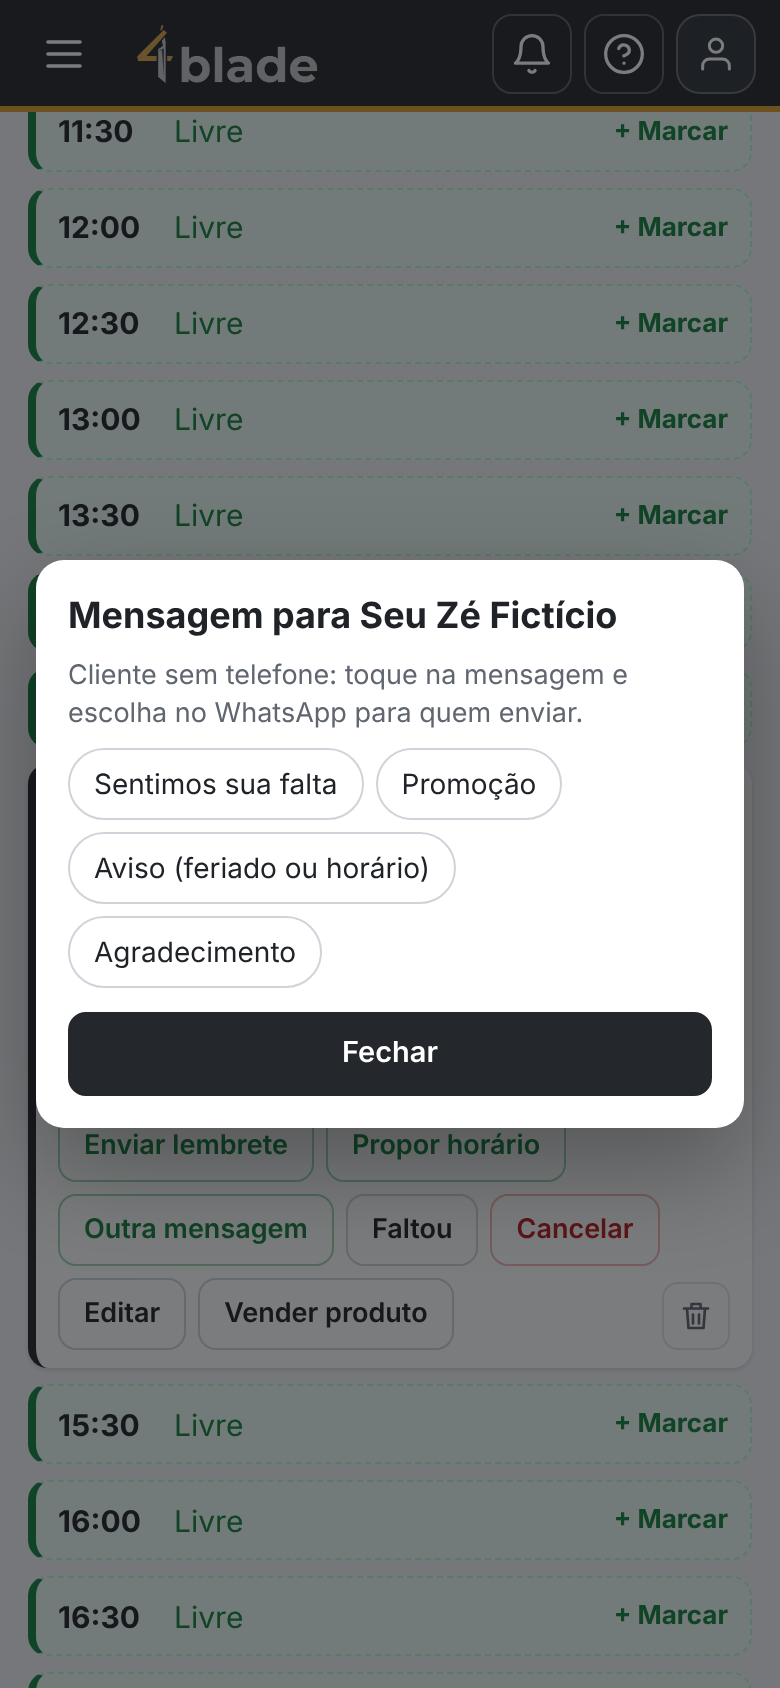 4blade
11:30 Livre + Marcar
12:00 Livre + Marcar
12:30 Livre + Marcar
13:00 Livre + Marcar
13:30 Livre + Marcar
Mensagem para Seu Zé Fictício
Cliente sem telefone: toque na mensagem e
escolha no WhatsApp para quem enviar.
Sentimos sua falta Promoção
Aviso (feriado ou horário)
Agradecimento
Fechar
Enviar lembrete Propor horário
Outra mensagem Faltou Cancelar
Editar Vender produto
15:30 Livre + Marcar
16:00 Livre + Marcar
16:30 Livre + Marcar